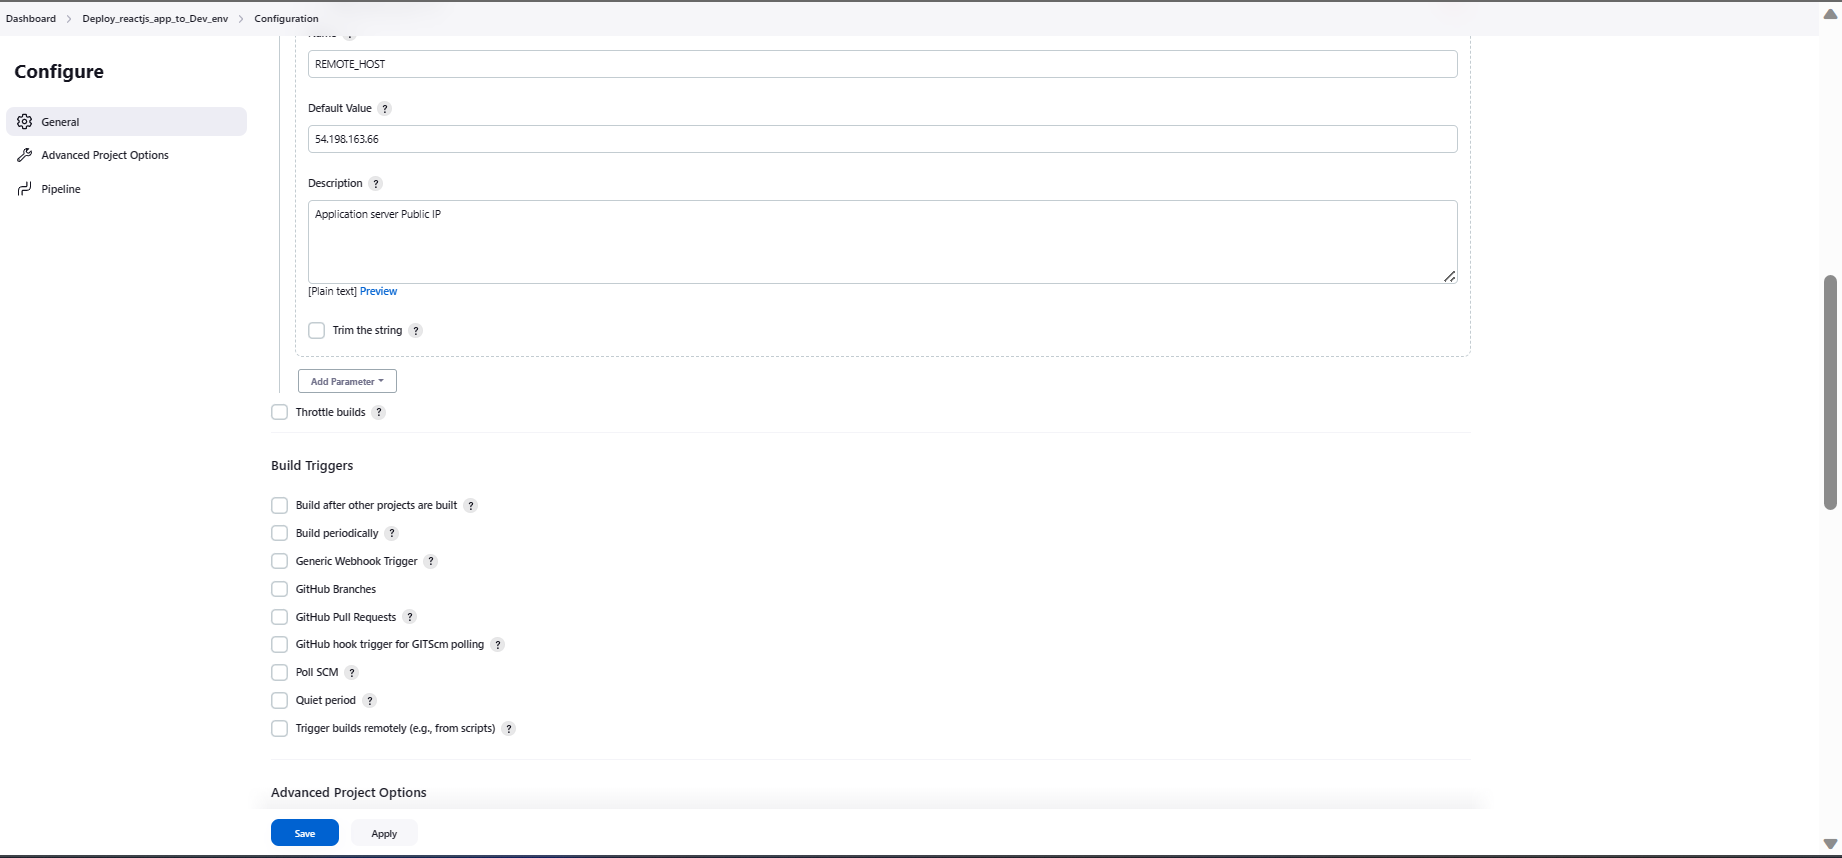 Dashboard > Deploy_reactjs_app_to_Dev_env > Configuration
Configure
General
Advanced Project Options
Pipeline
Name ?
REMOTE_HOST
Default Value ?
54.198.163.66
Description ?
Application server Public IP
[Plain text] Preview
Trim the string ?
Add Parameter
Throttle builds ?
Build Triggers
Build after other projects are built ?
Build periodically ?
Generic Webhook Trigger ?
GitHub Branches
GitHub Pull Requests ?
GitHub hook trigger for GITScm polling ?
Poll SCM ?
Quiet period ?
Trigger builds remotely (e.g., from scripts) ?
Advanced Project Options
Save
Apply